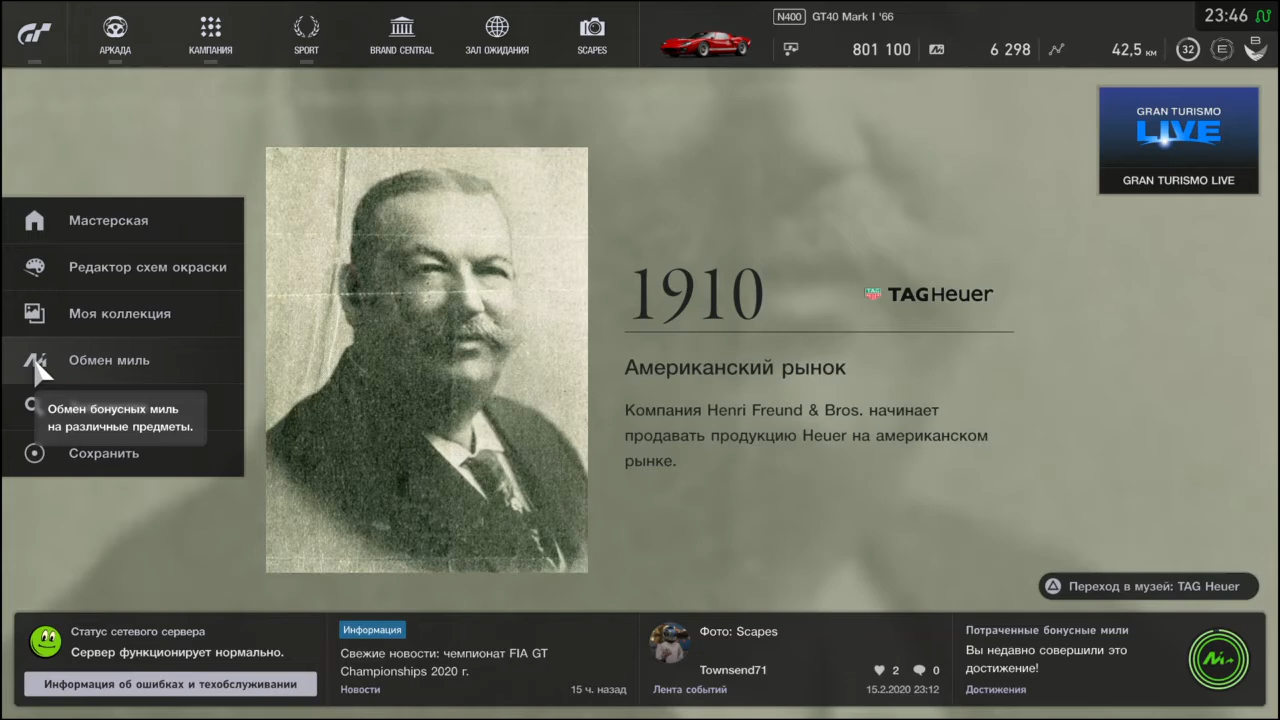 АРКАДА
КАМПАНИЯ
SPORT
BRAND CENTRAL
ЗАЛ ОЖИДАНИЯ
SCAPES
N400 GT40 Mark I '66
801 100
6 298
42,5 км
32
E
B
23:46
GRAN TURISMO
LIVE
GRAN TURISMO LIVE
Мастерская
Редактор схем окраски
Моя коллекция
Обмен миль
Обмен бонусных миль
на различные предметы.
Сохранить
1910
TAG
TAGHeuer
Американский рынок
Компания Henri Freund & Bros. начинает
продавать продукцию Heuer на американском
рынке.
Переход в музей: TAG Heuer
Статус сетевого сервера
Сервер функционирует нормально.
Информация об ошибках и техобслуживании
Информация
Свежие новости: чемпионат FIA GT
Championships 2020 г.
Новости
15 ч. назад
Фото: Scapes
Townsend71
2
0
Лента событий
15.2.2020 23:12
Потраченные бонусные мили
Вы недавно совершили это
достижение!
Достижения